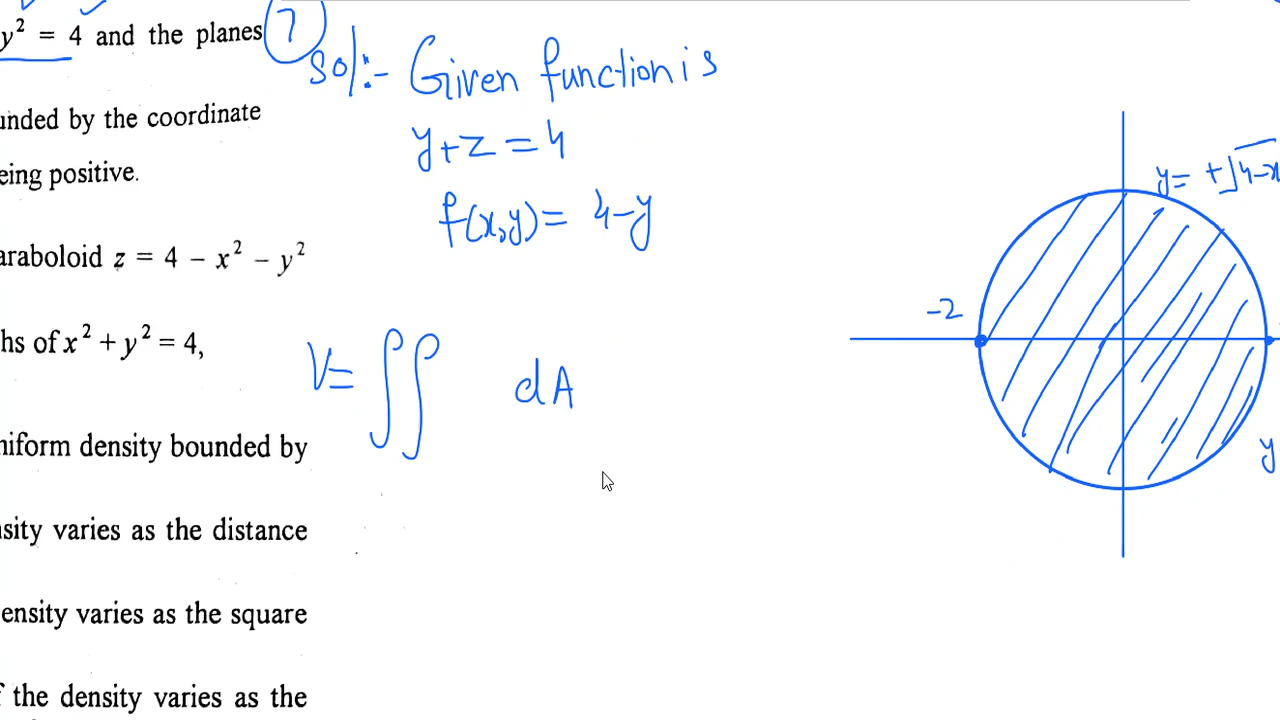 y² = 4 and the planes
7
Sol:- Given function is
unded by the coordinate
y+z=4
eing positive.
f(x,y)= 4-y
y= +√4-x
araboloid z = 4 − x² − y²
-2
hs of x² + y² = 4,
V= ∬ dA
niform density bounded by
y
sity varies as the distance
ensity varies as the square
f the density varies as the